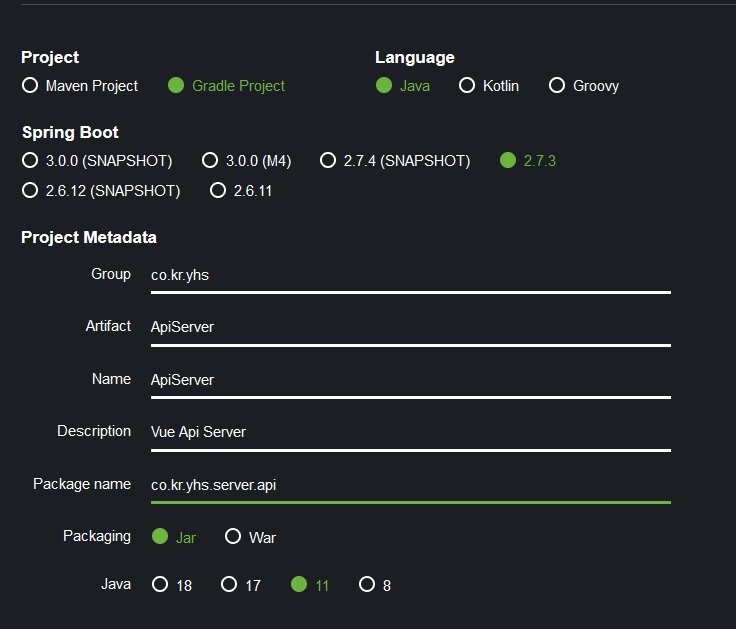 Project Language
Maven Project Gradle Project Java Kotlin Groovy
Spring Boot
3.0.0 (SNAPSHOT) 3.0.0 (M4) 2.7.4 (SNAPSHOT) 2.7.3
2.6.12 (SNAPSHOT) 2.6.11
Project Metadata
Group co.kr.yhs
Artifact ApiServer
Name ApiServer
Description Vue Api Server
Package name co.kr.yhs.server.api
Packaging Jar War
Java 18 17 11 8